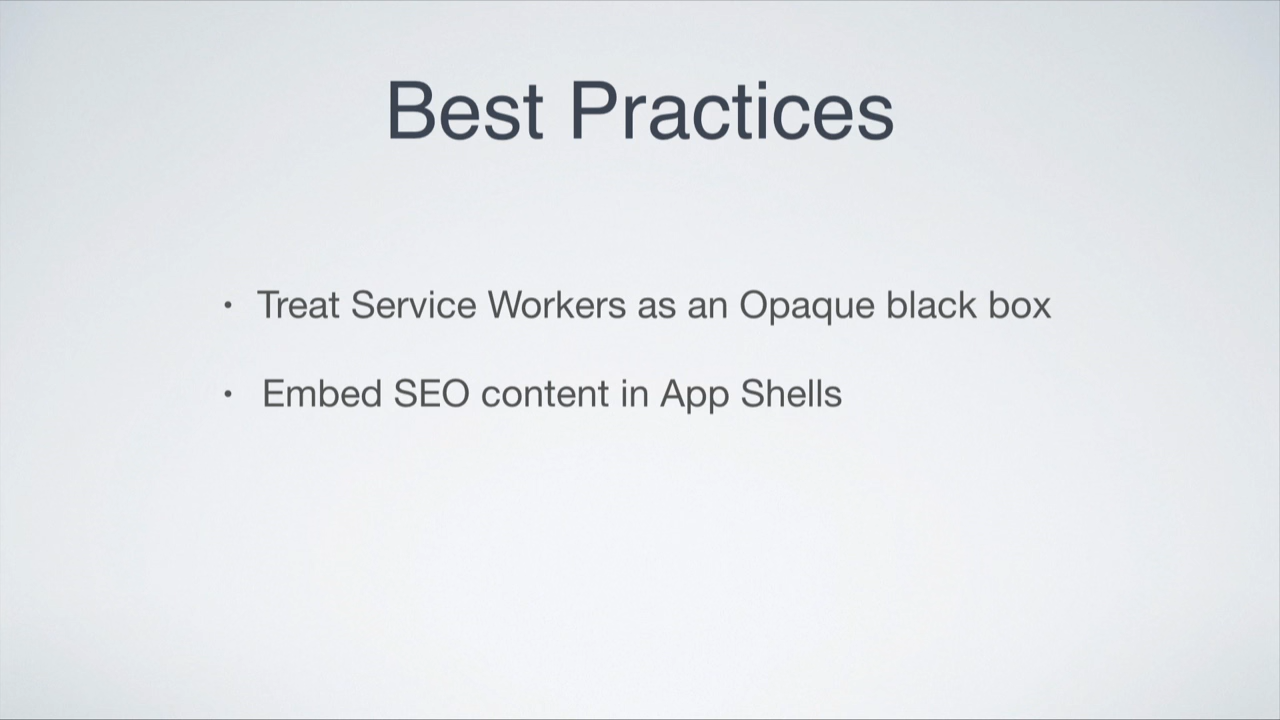 Best Practices
• Treat Service Workers as an Opaque black box
• Embed SEO content in App Shells